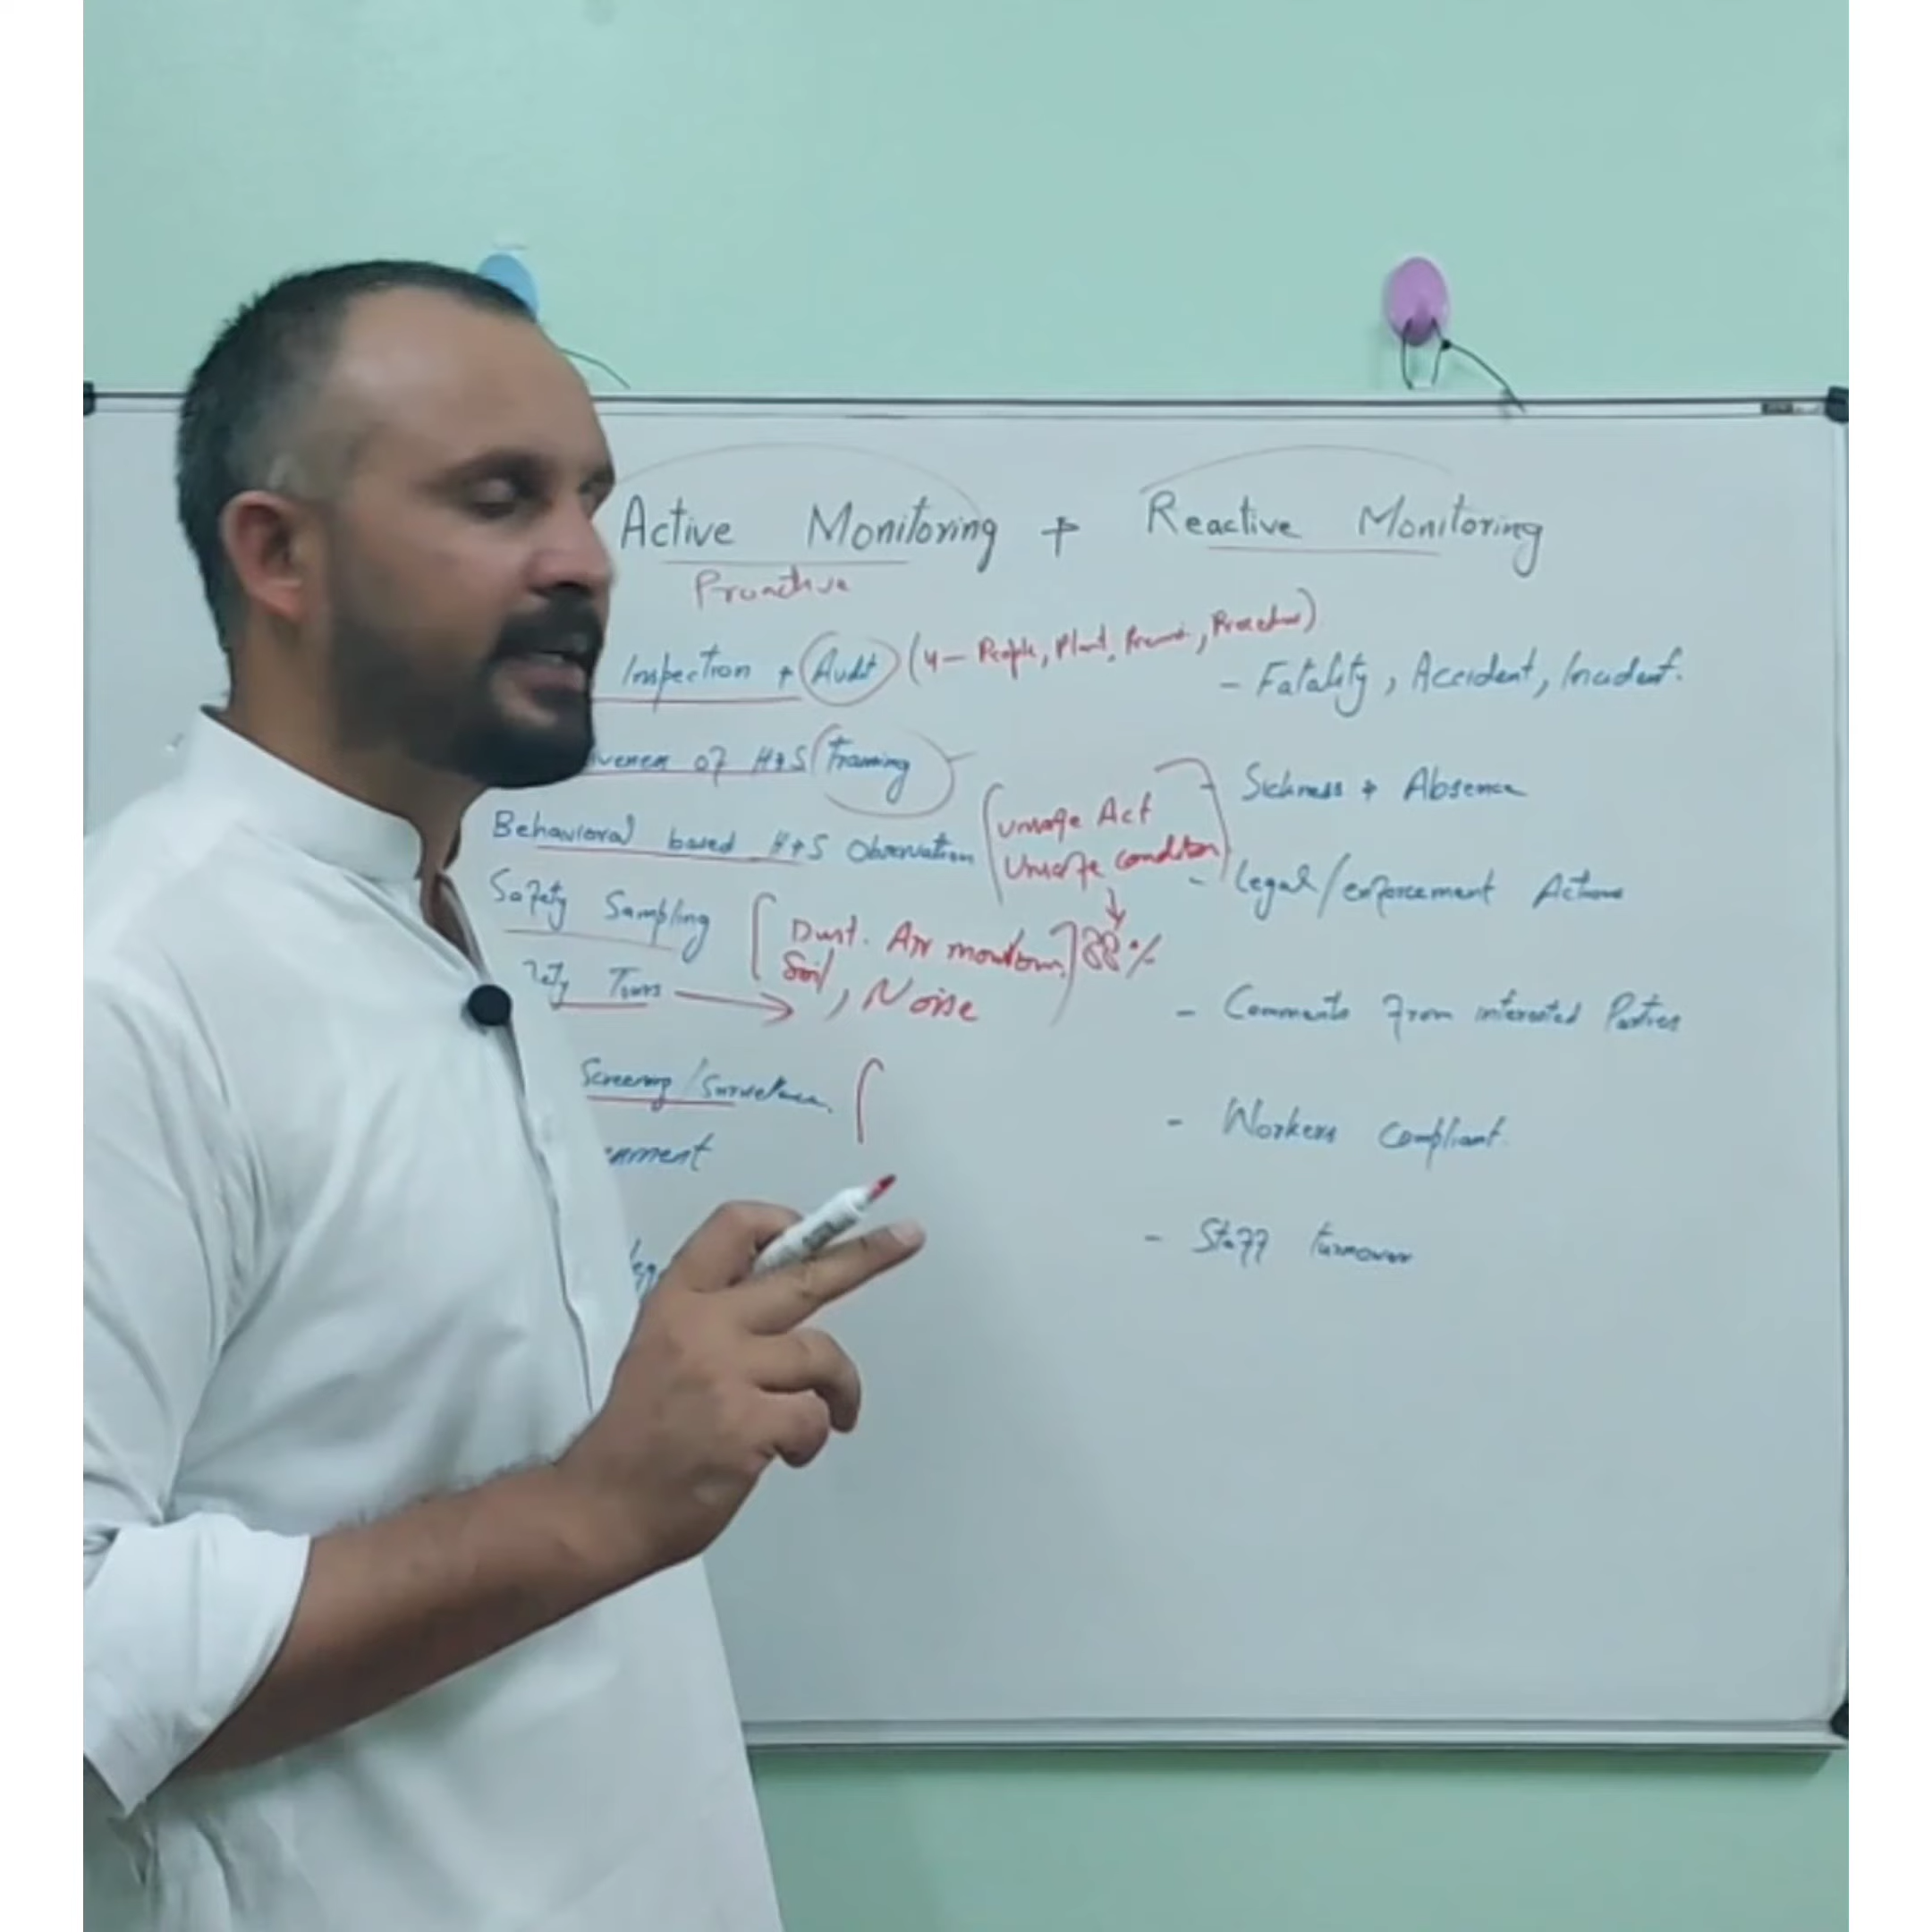 Active Monitoring + Reactive Monitoring
Proactive
Inspection + Audit (4 - People, Plant, Procedure)
- Fatality, Accident, Incident.
of H+S Training
Sickness + Absence
Behavioral based H+S Observation
Unsafe Act
Unsafe condition
- Legal/enforcement Actions
Safety Sampling
Dust. Air
Soil, Noise
88%
Tours
- Comments from interested Parties
Screening/Surveillance
- Workers Compliant.
- Staff turnover